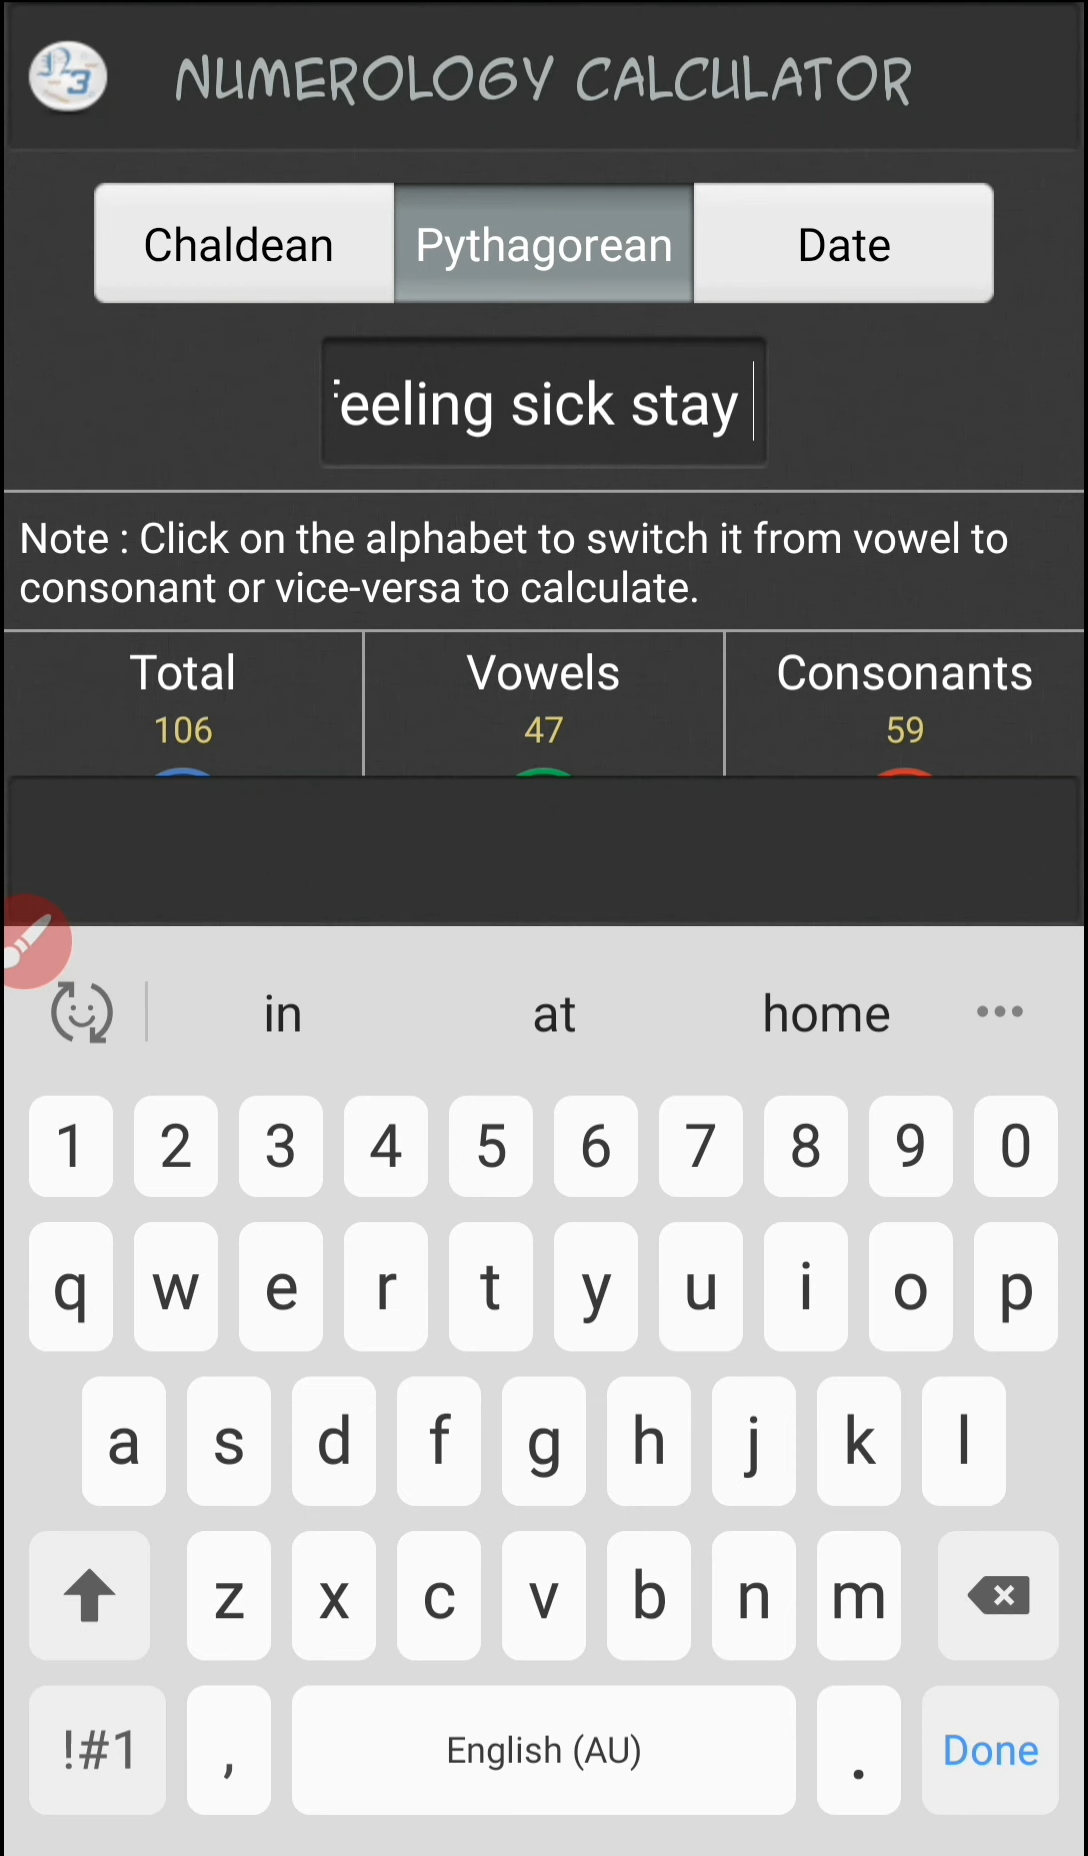 NUMEROLOGY CALCULATOR
Chaldean Pythagorean Date
feeling sick stay
Note : Click on the alphabet to switch it from vowel to
consonant or vice-versa to calculate.
Total Vowels Consonants
106 47 59
in at home
1 2 3 4 5 6 7 8 9 0
q w e r t y u i o p
a s d f g h j k l
z x c v b n m
!#1 , English (AU) . Done